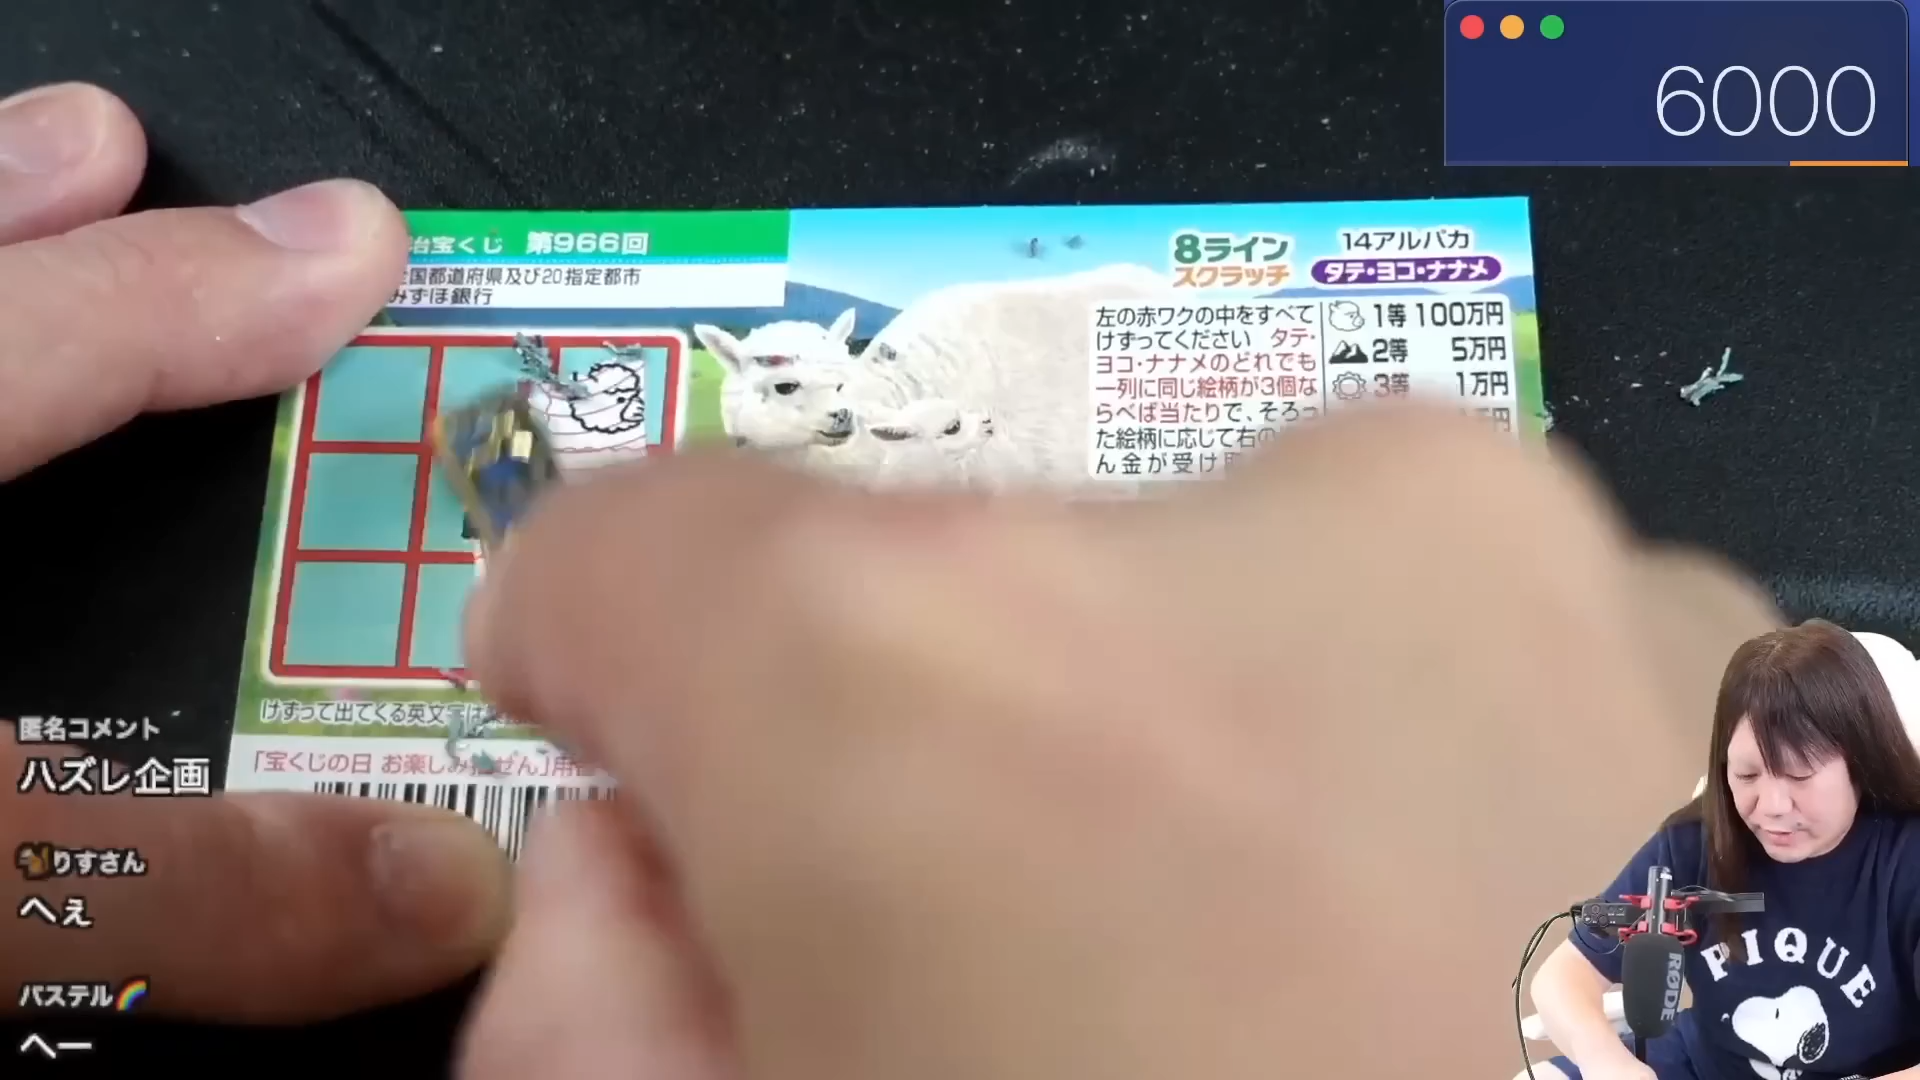 6000
治宝くじ 第966回
国都道府県及び20指定都市
みずほ銀行
8ライン
スクラッチ
14アルパカ
タテ・ヨコ・ナナメ
左の赤ワクの中をすべて
けずってください タテ・
ヨコ・ナナメのどれでも
一列に同じ絵柄が3個な
らべば当たりで、そろっ
た絵柄に応じて右の
ん金が受け
1等 100万円
2等 5万円
3等 1万円
けずって出てくる英文字は
「宝くじの日 お楽しみ
匿名コメント
ハズレ企画
りすさん
へぇ
パステル🌈
へー
RØDE
PIQUE